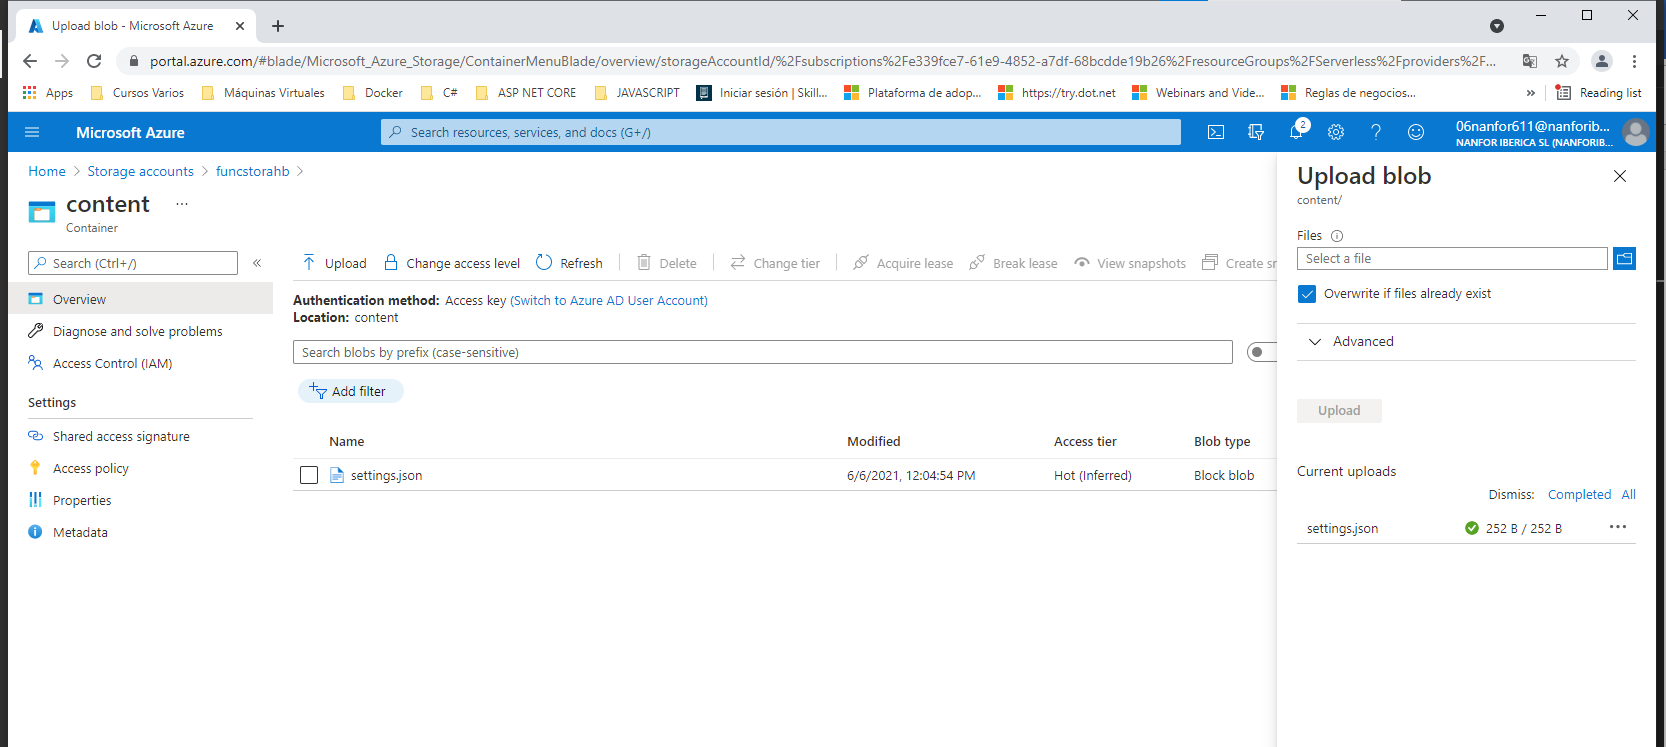 Upload blob - Microsoft Azure
portal.azure.com/#blade/Microsoft_Azure_Storage/ContainerMenuBlade/overview/storageAccountId/%2Fsubscriptions%2Fe339fce7-61e9-4852-a7df-68bcdde19b26%2FresourceGroups%2FServerless%2Fproviders%2F...
Apps Cursos Varios Máquinas Virtuales Docker C# ASP NET CORE JAVASCRIPT Iniciar sesión | Skill... Plataforma de adop... https://try.dot.net Webinars and Vide... Reglas de negocios... » Reading list
Microsoft Azure
Search resources, services, and docs (G+/)
2
06nanfor611@nanforib...
NANFOR IBERICA SL (NANFORIB...
Home > Storage accounts > funcstorahb >
content ...
Container
Search (Ctrl+/) «
Overview
Diagnose and solve problems
Access Control (IAM)
Settings
Shared access signature
Access policy
Properties
Metadata
Upload Change access level Refresh Delete Change tier Acquire lease Break lease View snapshots Create sn
Authentication method: Access key (Switch to Azure AD User Account)
Location: content
Search blobs by prefix (case-sensitive)
Add filter
Name Modified Access tier Blob type
settings.json 6/6/2021, 12:04:54 PM Hot (Inferred) Block blob
Upload blob
content/
Files
Select a file
Overwrite if files already exist
Advanced
Upload
Current uploads
Dismiss: Completed All
settings.json 252 B / 252 B ...